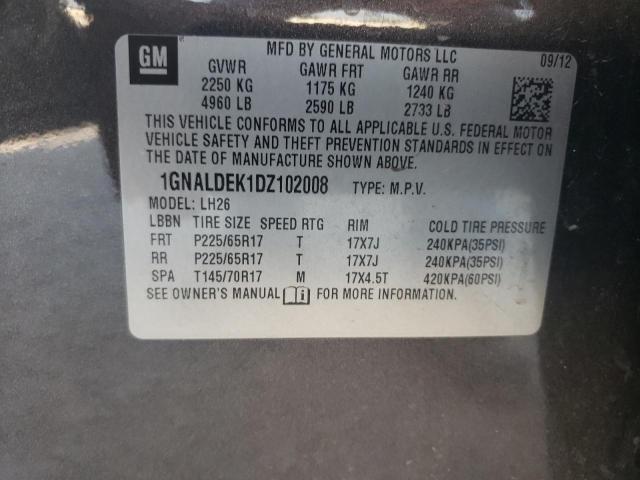 GM
MFD BY GENERAL MOTORS LLC 09/12
GVWR GAWR FRT GAWR RR
2250 KG 1175 KG 1240 KG
4960 LB 2590 LB 2733 LB
THIS VEHICLE CONFORMS TO ALL APPLICABLE U.S. FEDERAL MOTOR
VEHICLE SAFETY AND THEFT PREVENTION STANDARDS IN EFFECT ON
THE DATE OF MANUFACTURE SHOWN ABOVE.
1GNALDEK1DZ102008 TYPE: M.P.V.
MODEL: LH26
LBBN TIRE SIZE SPEED RTG RIM COLD TIRE PRESSURE
FRT P225/65R17 T 17X7J 240KPA(35PSI)
RR P225/65R17 T 17X7J 240KPA(35PSI)
SPA T145/70R17 M 17X4.5T 420KPA(60PSI)
SEE OWNER'S MANUAL FOR MORE INFORMATION.